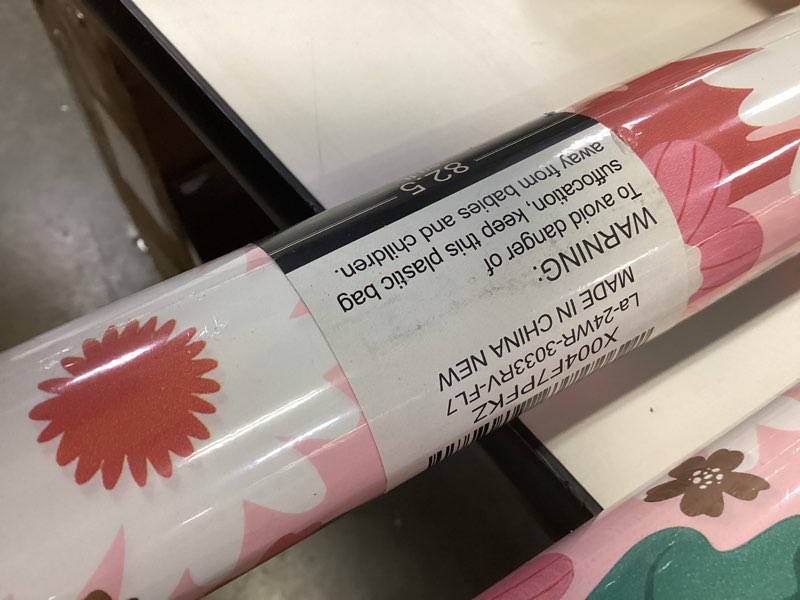 X004F7PFKZ
La-24WR-3033RV-FL7
MADE IN CHINA NEW
WARNING:
To avoid danger of
suffocation, keep this plastic bag
away from babies and children.
82.5